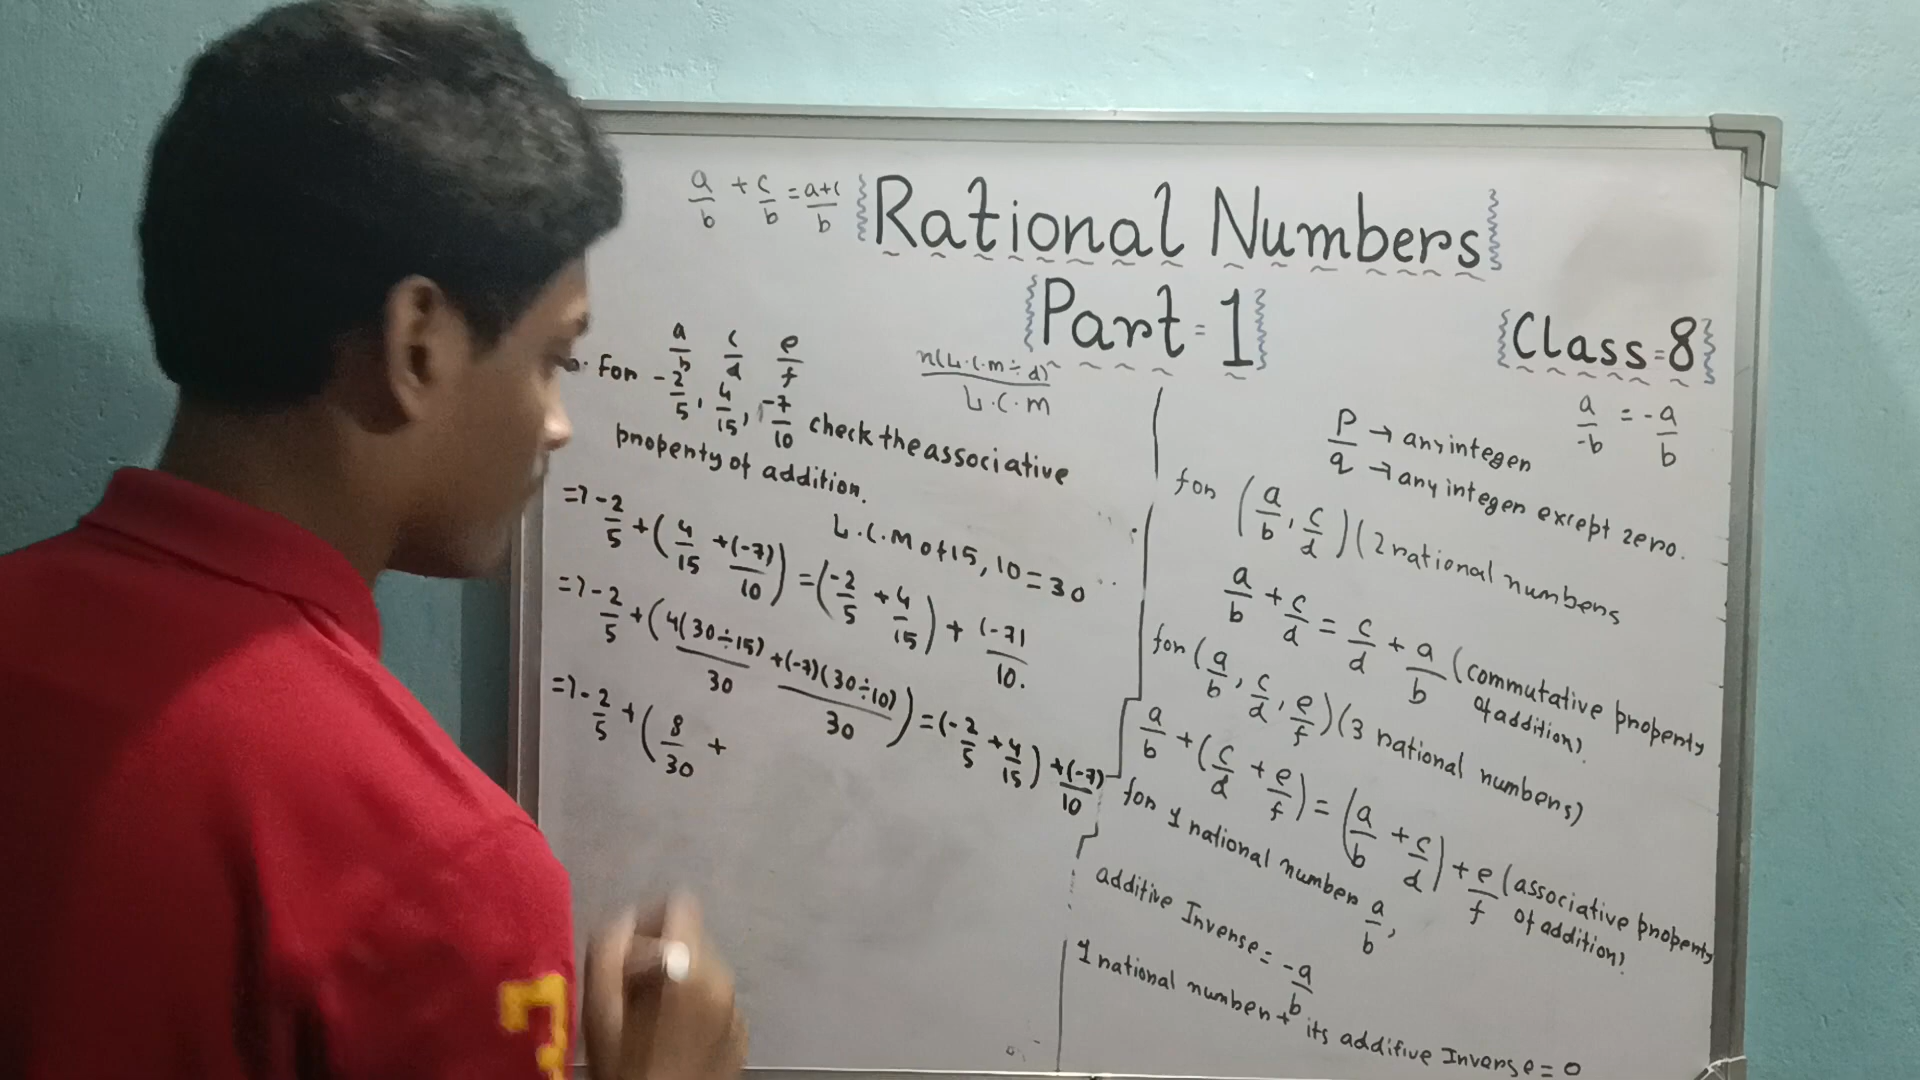 a/b + c/b = a+c/b
Rational Numbers
Part-1
Class-8
a/b c/d e/f
For -2/5, 4/15, -7/10 check the associative
property of addition.
n(L.C.M ÷ d)/L.C.M
L.C.M of 15, 10 = 30
=> -2/5 + (4/15 + (-7)/10) = (-2/5 + 4/15) + (-7)/10.
=> -2/5 + (4(30÷15)/30 + (-7)(30÷10)/30) = (-2/5 + 4/15) + (-7)/10
=> -2/5 + (8/30 +
a/-b = -a/b
P/q → any integer
→ any integer except zero.
for (a/b, c/d) (2 rational numbers
a/b + c/d = c/d + a/b (commutative property
of addition)
for (a/b, c/d, e/f) (3 rational numbers)
a/b + (c/d + e/f) = (a/b + c/d) + e/f (associative property
of addition)
for 1 rational number a/b,
additive Inverse = -a/b
1 rational number + its additive Inverse = 0
7